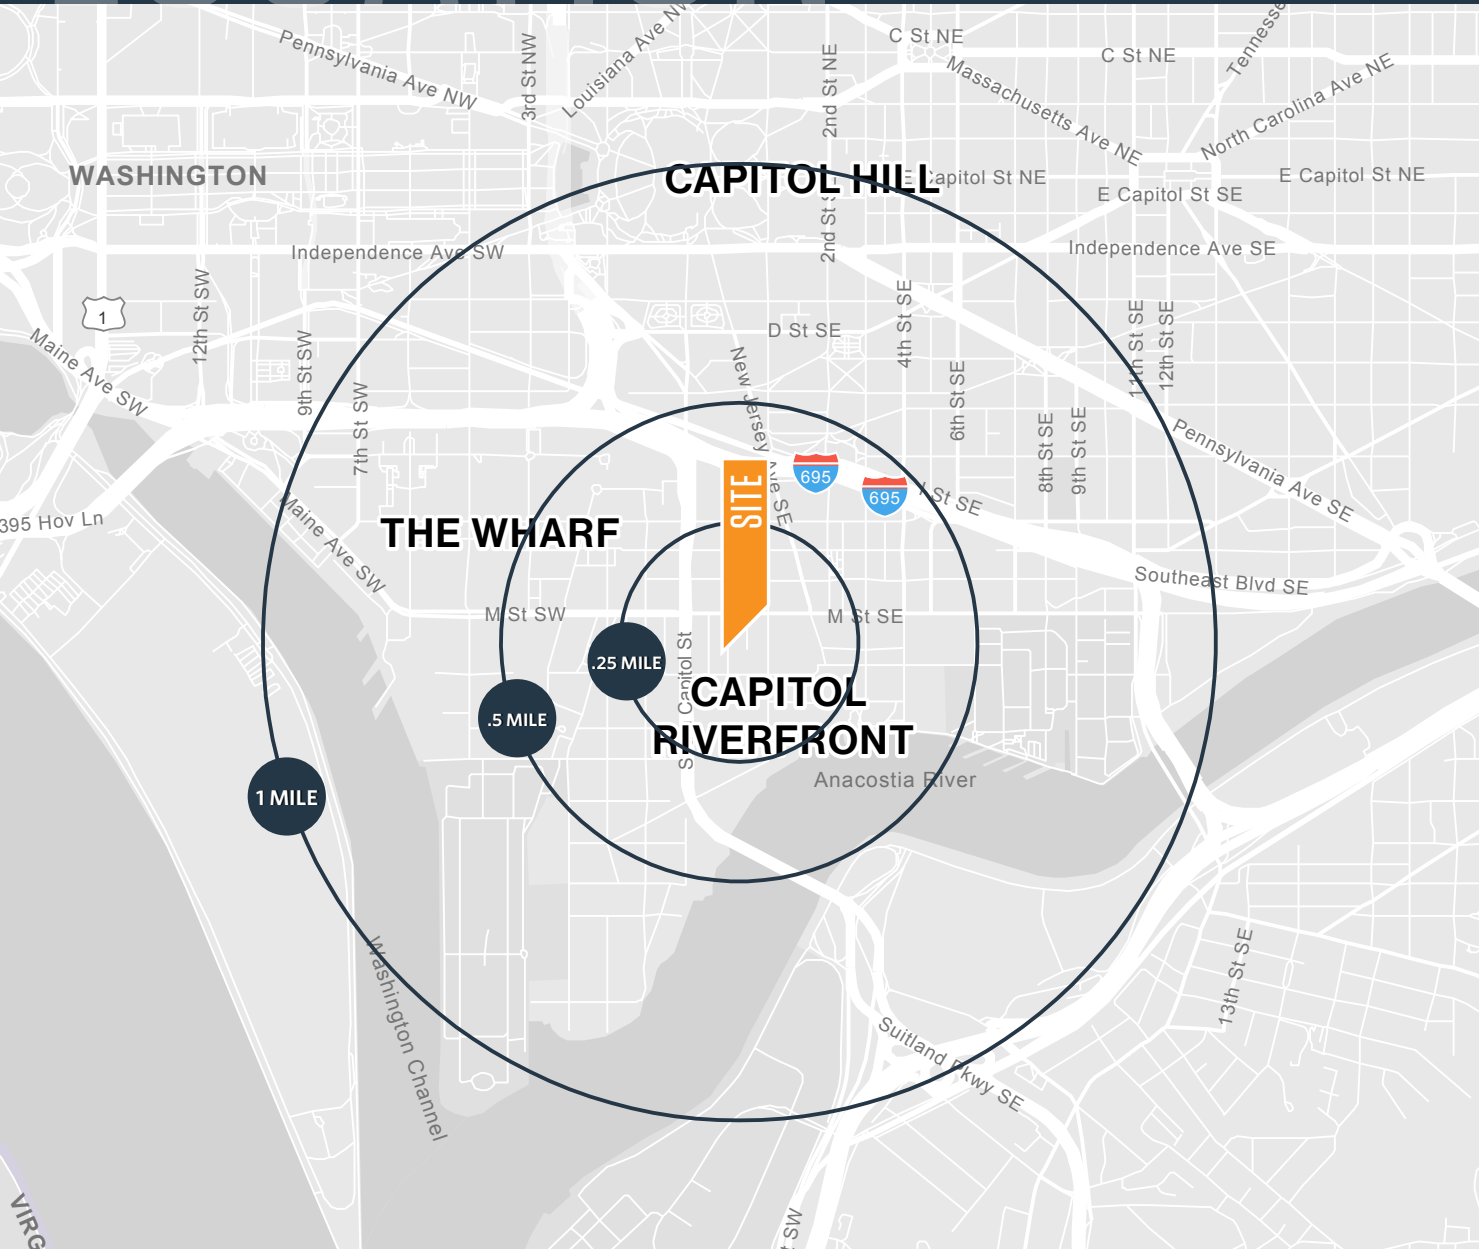 C St NE
C St NE
Pennsylvania Ave NW
3rd St NW
Louisiana Ave NW
2nd St NE
Massachusetts Ave NE
North Carolina Ave NE
WASHINGTON
CAPITOL HILL
E Capitol St NE
E Capitol St NE
E Capitol St SE
Independence Ave SW
2nd St
Independence Ave SE
1
12th St SW
Maine Ave SW
9th St SW
7th St SW
D St SE
New Jersey Ave SE
4th St SE
6th St SE
8th St SE
9th St SE
11th St SE
12th St SE
Pennsylvania Ave SE
695
695
I St SE
SITE
395 Hov Ln
Maine Ave SW
THE WHARF
Southeast Blvd SE
M St SW
M St SE
.25 MILE
Capitol St
CAPITOL
RIVERFRONT
.5 MILE
Anacostia River
1 MILE
Washington Channel
13th St SE
Suitland Pkwy SE
VIRG
SW